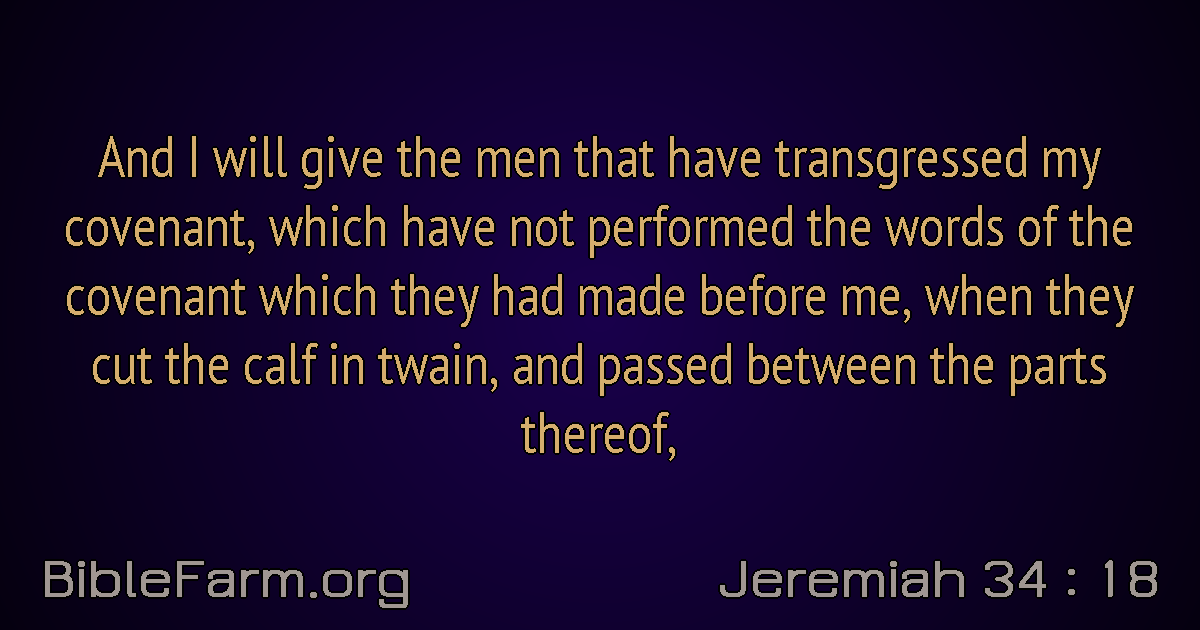 And I will give the men that have transgressed my
covenant, which have not performed the words of the
covenant which they had made before me, when they
cut the calf in twain, and passed between the parts
thereof,
BibleFarm.org
Jeremiah 34 : 18